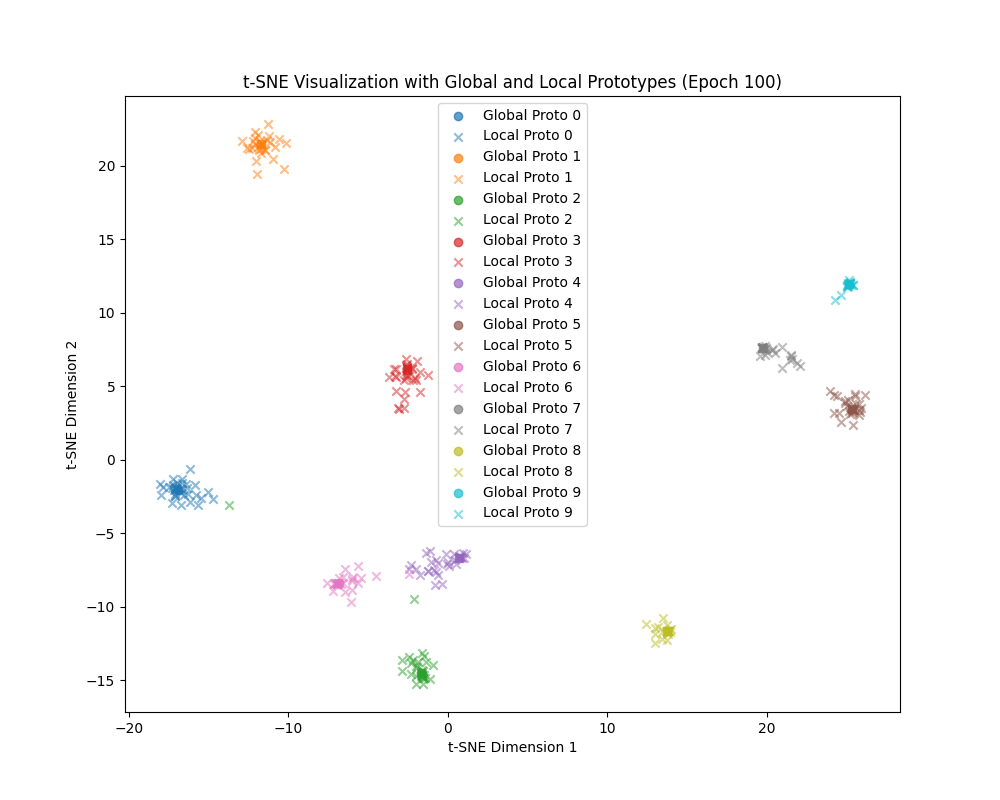 t-SNE Visualization with Global and Local Prototypes (Epoch 100)
Global Proto 0
Local Proto 0
Global Proto 1
Local Proto 1
Global Proto 2
Local Proto 2
Global Proto 3
Local Proto 3
Global Proto 4
Local Proto 4
Global Proto 5
Local Proto 5
Global Proto 6
Local Proto 6
Global Proto 7
Local Proto 7
Global Proto 8
Local Proto 8
Global Proto 9
Local Proto 9
t-SNE Dimension 2
20
15
10
5
0
−5
−10
−15
−20
−10
0
10
20
t-SNE Dimension 1